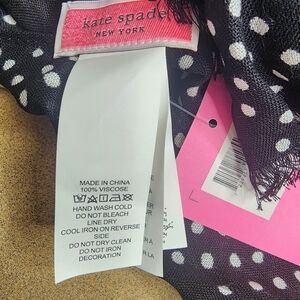 kate spade
NEW YORK
MADE IN CHINA
100% VISCOSE
HAND WASH COLD
DO NOT BLEACH
LINE DRY
COOL IRON ON REVERSE
SIDE
DO NOT DRY CLEAN
DO NOT IRON
DECORATION